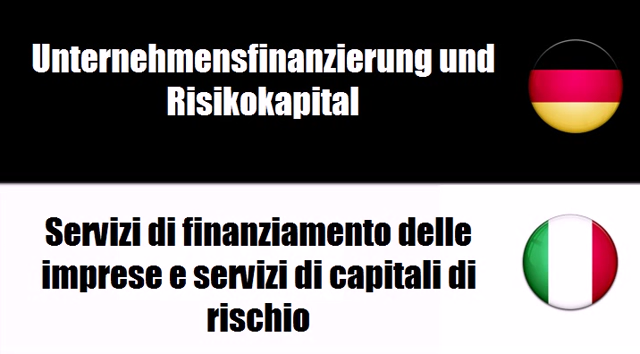 Unternehmensfinanzierung und
Risikokapital
Servizi di finanziamento delle
imprese e servizi di capitali di
rischio